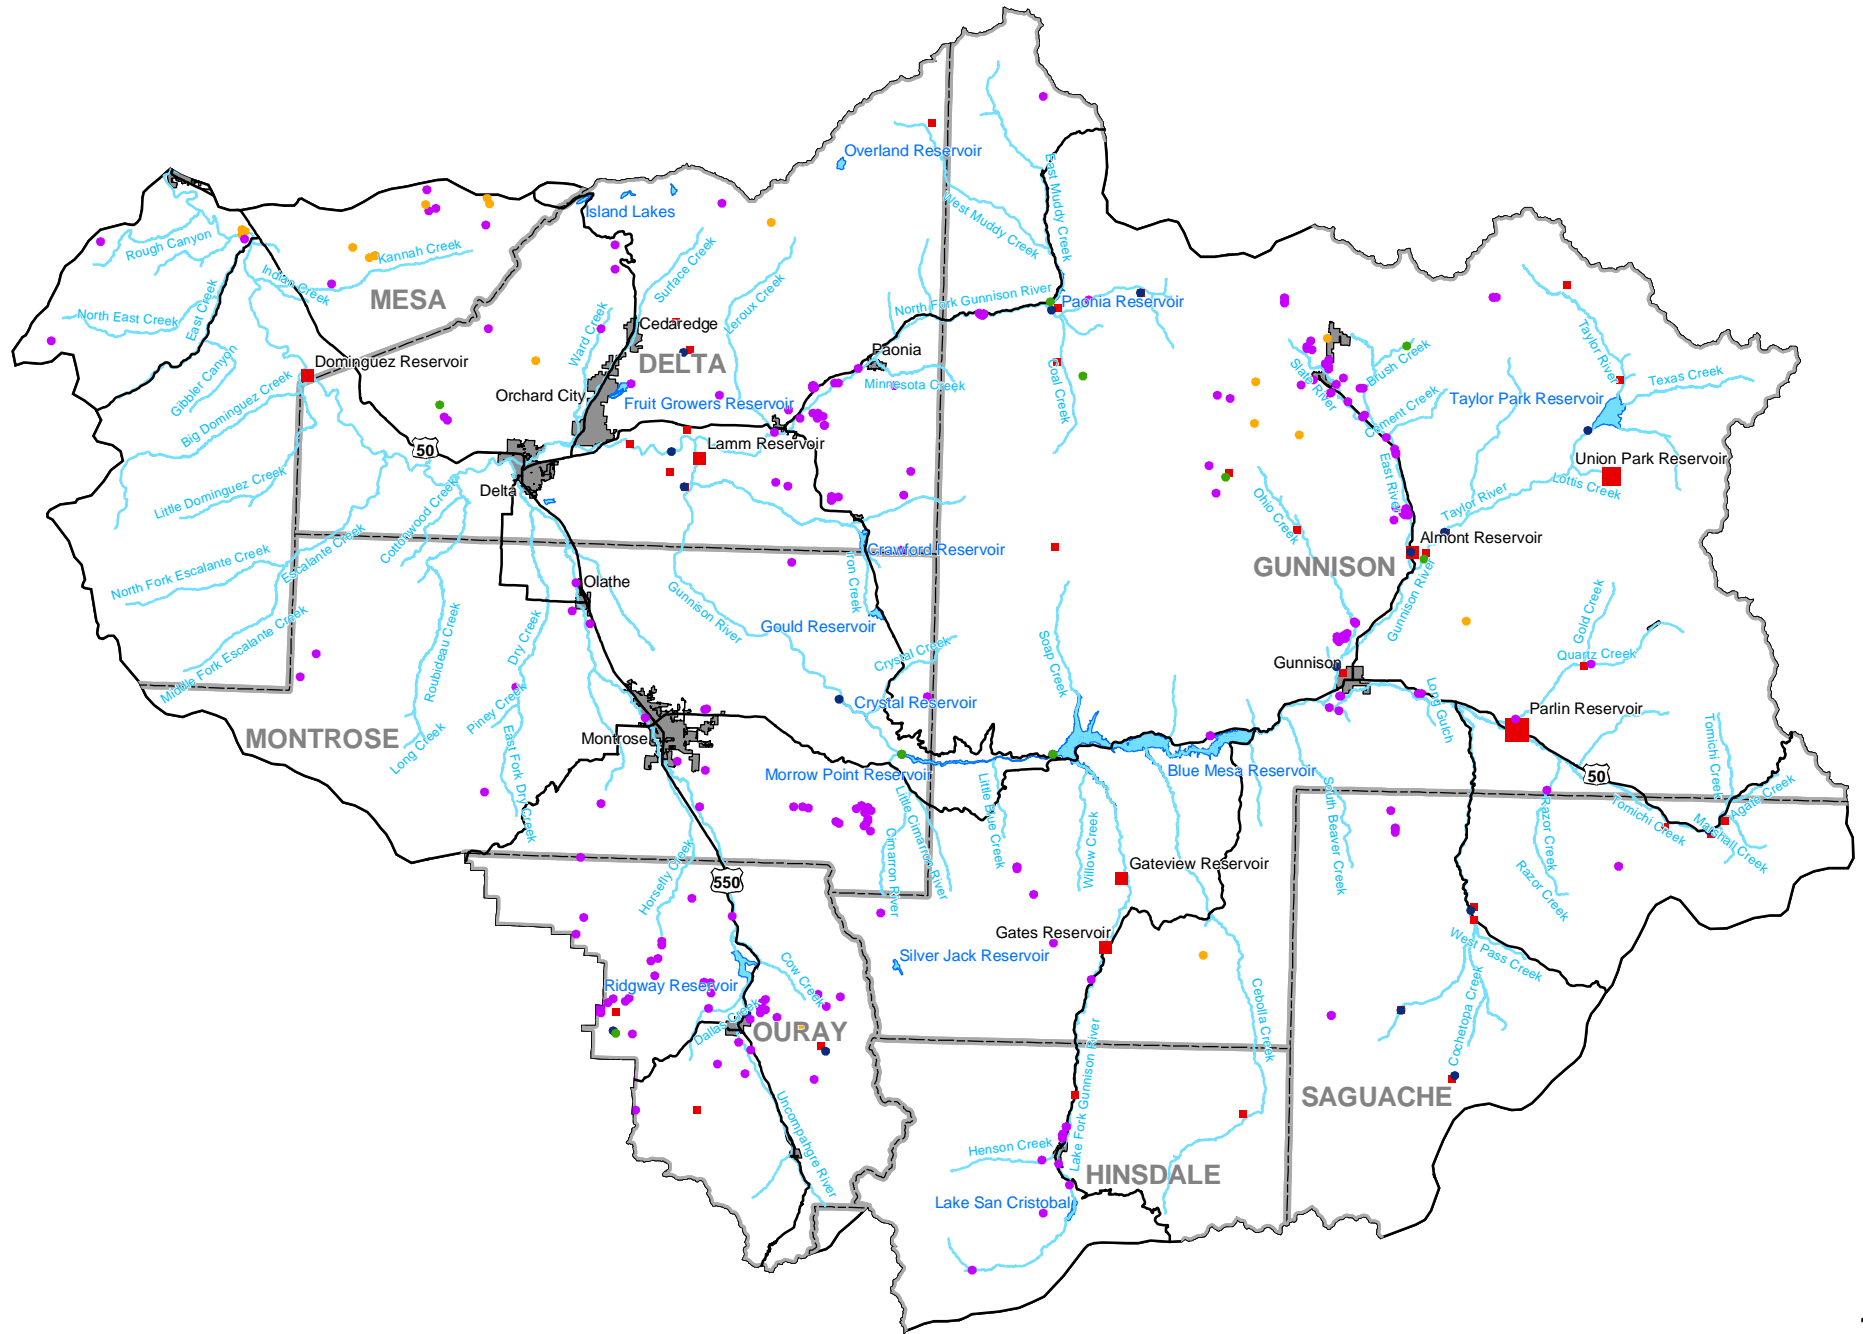 Overland Reservoir
East Muddy Creek
West Muddy Creek
Island Lakes
Rough Canyon
Kannah Creek
Indian Creek
Surface Creek
MESA
North East Creek
East Creek
Leroux Creek
North Fork Gunnison River
Paonia Reservoir
Taylor River
Cedaredge
Ward Creek
Dominguez Reservoir
DELTA
Paonia
Brush Creek
Slate River
Texas Creek
Gibbler Canyon
Big Dominguez Creek
Orchard City
Fruit Growers Reservoir
Minnesota Creek
Coal Creek
Cement Creek
Taylor Park Reservoir
50
Lamm Reservoir
Union Park Reservoir
East River
Lottis Creek
Little Dominguez Creek
Delta
Cottonwood Creek
Ohio Creek
Taylor River
Almont Reservoir
Crawford Reservoir
North Fork Escalante Creek
Escalante Creek
GUNNISON
Olathe
Iron Creek
Gunnison River
Gunnison River
Gold Creek
Gould Reservoir
Middle Fork Escalante Creek
Roubideau Creek
Dry Creek
Crystal Creek
Soap Creek
Quartz Creek
Gunnison
Crystal Reservoir
Long Gulch
Parlin Reservoir
Piney Creek
MONTROSE
Long Creek
East Fork Dry Creek
Montrose
Tomichi Creek
Morrow Point Reservoir
Blue Mesa Reservoir
50
Little Blue Creek
Little Cimarron River
Cimarron River
Willow Creek
South Beaver Creek
Razor Creek
Tomichi Creek
Agate Creek
Marshall Creek
Horsefly Creek
550
Gateview Reservoir
Razor Creek
Gates Reservoir
West Pass Creek
Silver Jack Reservoir
Cow Creek
Ridgway Reservoir
Cebolla Creek
Cochetopa Creek
Dallas Creek
OURAY
Lake Fork Gunnison River
SAGUACHE
Uncompahgre River
Henson Creek
HINSDALE
Lake San Cristobal